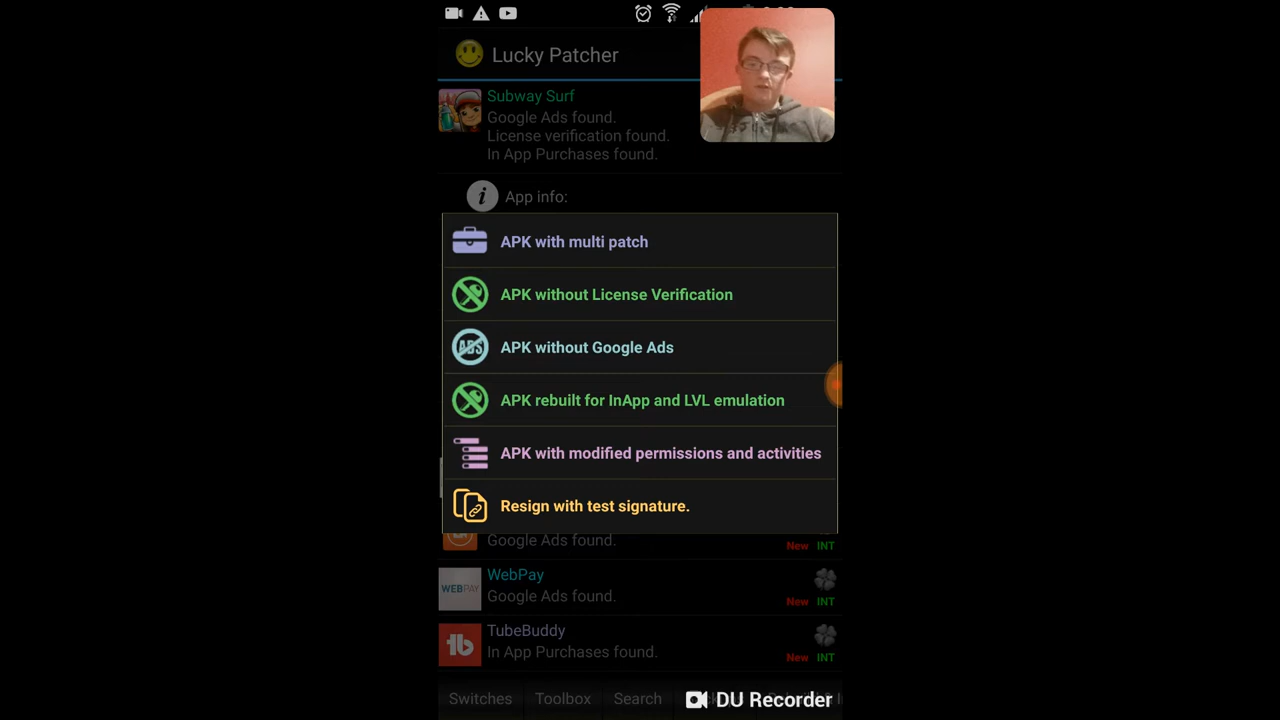 Lucky Patcher
Subway Surf
Google Ads found.
License verification found.
In App Purchases found.
App info:
APK with multi patch
APK without License Verification
ADS
APK without Google Ads
APK rebuilt for InApp and LVL emulation
APK with modified permissions and activities
Resign with test signature.
Google Ads found.
New INT
WebPay
WEBPAY
Google Ads found.
New INT
TubeBuddy
In App Purchases found.
New INT
Switches Toolbox Search
DU Recorder